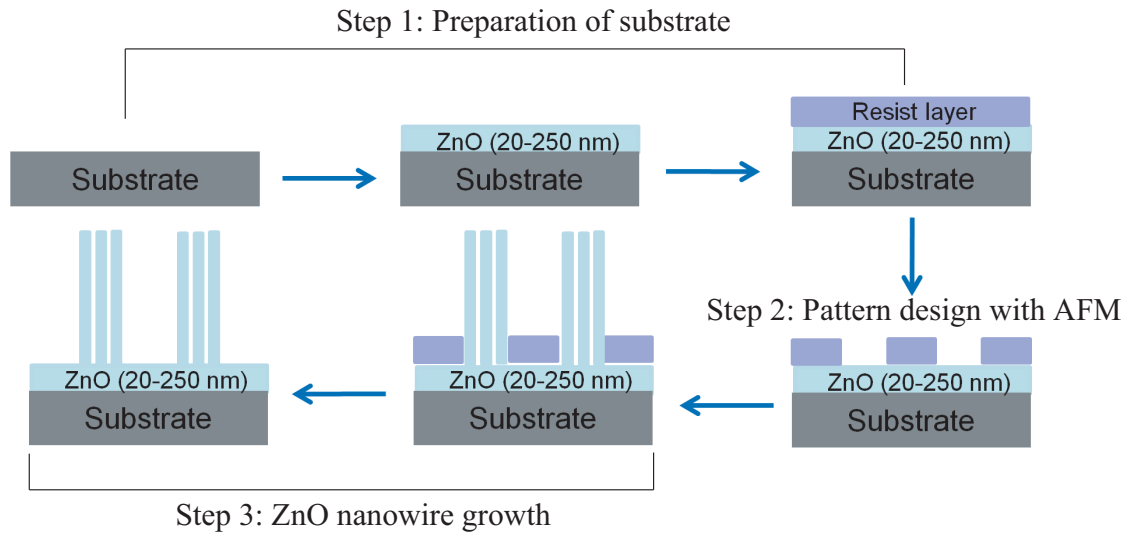 Step 1: Preparation of substrate
Substrate
ZnO (20-250 nm)
Substrate
Resist layer
ZnO (20-250 nm)
Substrate
Step 2: Pattern design with AFM
ZnO (20-250 nm)
Substrate
ZnO (20-250 nm)
Substrate
ZnO (20-250 nm)
Substrate
Step 3: ZnO nanowire growth